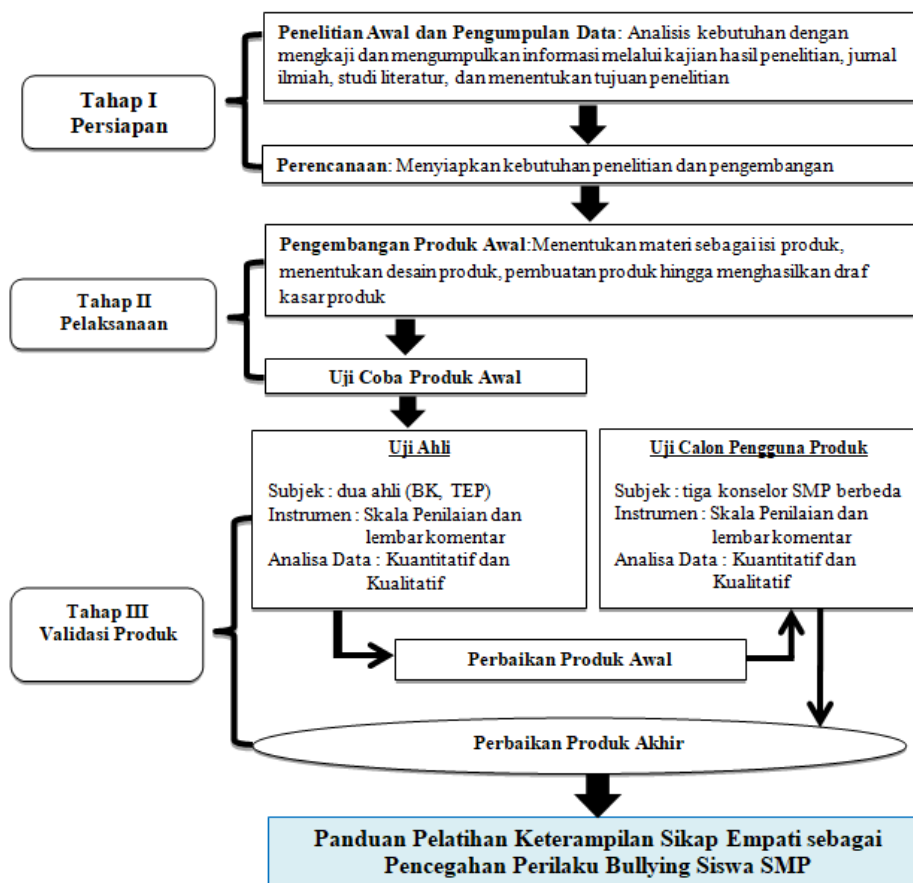 Penelitian Awal dan Pengumpulan Data: Analisis kebutuhan dengan
mengkaji dan mengumpulkan informasi melalui kajian hasil penelitian, jurnal
ilmiah, studi literatur, dan menentukan tujuan penelitian
Tahap I
Persiapan
Perencanaan: Menyiapkan kebutuhan penelitian dan pengembangan
Pengembangan Produk Awal:Menentukan materi sebagai isi produk,
menentukan desain produk, pembuatan produk hingga menghasilkan draf
kasar produk
Tahap II
Pelaksanaan
Uji Coba Produk Awal
Uji Ahli
Subjek : dua ahli (BK, TEP)
Instrumen : Skala Penilaian dan
lembar komentar
Analisa Data : Kuantitatif dan
Kualitatif
Uji Calon Pengguna Produk
Subjek : tiga konselor SMP berbeda
Instrumen : Skala Penilaian dan
lembar komentar
Analisa Data : Kuantitatif dan
Kualitatif
Tahap III
Validasi Produk
Perbaikan Produk Awal
Perbaikan Produk Akhir
Panduan Pelatihan Keterampilan Sikap Empati sebagai
Pencegahan Perilaku Bullying Siswa SMP